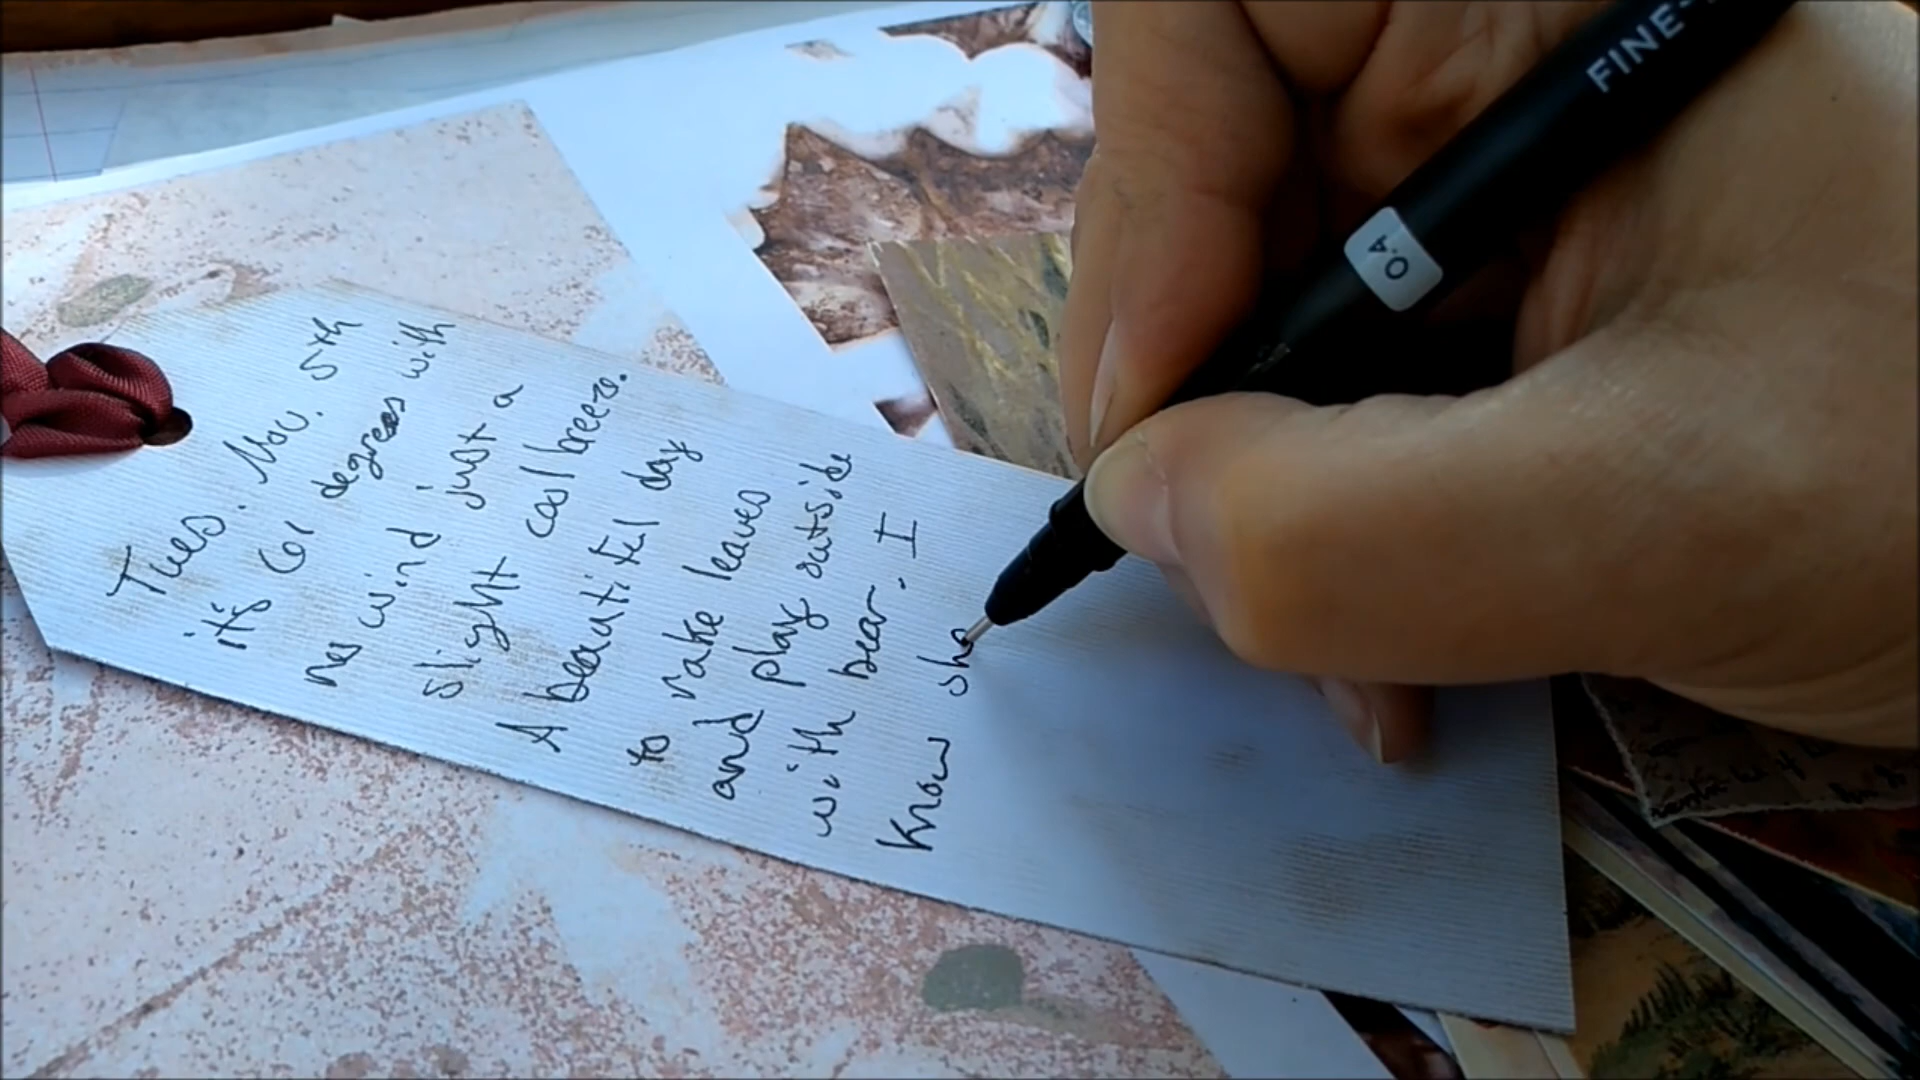 Tues. Nov. 5th
it's 61 degrees with
no wind just a
slight cool breeze.
A beautiful day
to rake leaves
and play outside
with bear. I
know she
FINE-
0.4